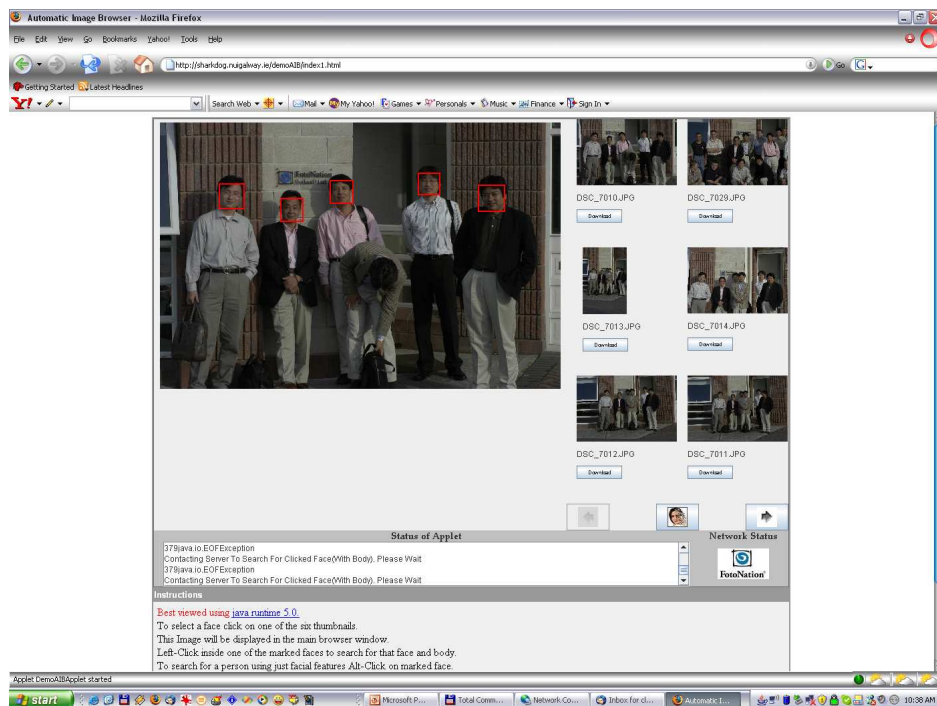 Automatic Image Browser - Mozilla Firefox
File Edit View Go Bookmarks Yahoo! Tools Help
http://sharkdog.nuigalway.ie/demoAIB/index1.html
Go
Getting Started Latest Headlines
Y! Search Web Mail My Yahoo! Games Personals Music Finance Sign In
FotoNation
DSC_7010.JPG DSC_7029.JPG
Download Download
DSC_7013.JPG DSC_7014.JPG
Download Download
DSC_7012.JPG DSC_7011.JPG
Download Download
Status of Applet Network Status
379java.io.EOFException
Contacting Server To Search For Clicked Face(With Body). Please Wait
379java.io.EOFException
Contacting Server To Search For Clicked Face(With Body). Please Wait
FotoNation
Instructions
Best viewed using java runtime 5.0.
To select a face click on one of the six thumbnails.
This Image will be displayed in the main browser window.
Left-Click inside one of the marked faces to search for that face and body.
To search for a person using just facial features Alt-Click on marked face.
Applet DemoAIBApplet started
start Microsoft P... Total Comm... Network Co... Inbox for cl... Automatic I... 10:38 AM